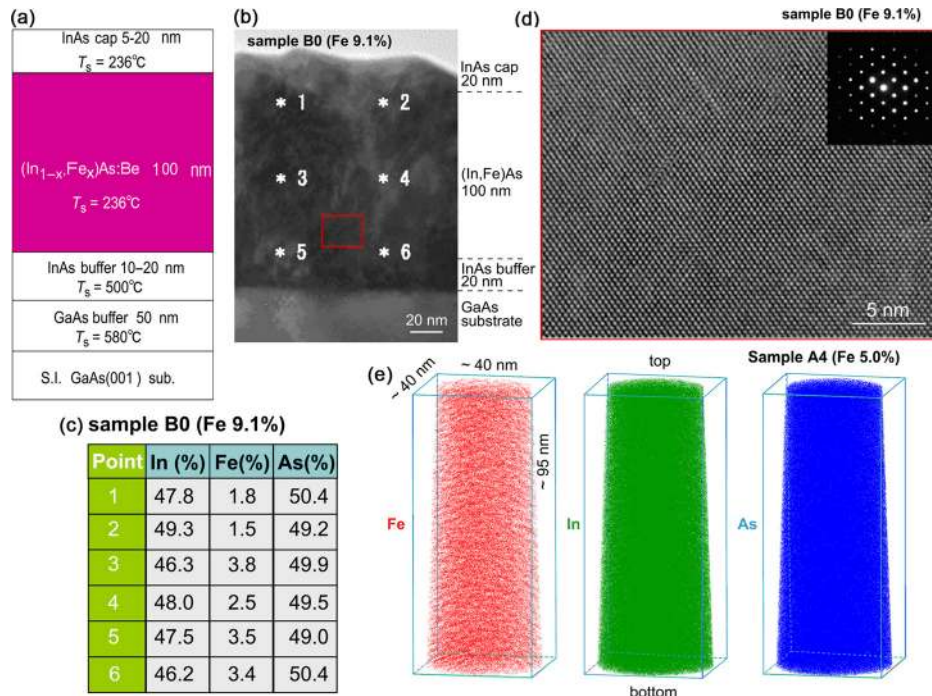 (a)
InAs cap 5-20 nm
Ts = 236°C
(In1−x,Fex)As:Be 100 nm
Ts = 236°C
InAs buffer 10–20 nm
Ts = 500°C
GaAs buffer 50 nm
Ts = 580°C
S.I. GaAs(001) sub.
(b)
sample B0 (Fe 9.1%)
* 1 * 2
* 3 * 4
* 5 * 6
20 nm
InAs cap
20 nm
(In,Fe)As
100 nm
InAs buffer
20 nm
GaAs
substrate
(d)
sample B0 (Fe 9.1%)
5 nm
(c) sample B0 (Fe 9.1%)
Point In (%) Fe(%) As(%)
1 47.8 1.8 50.4
2 49.3 1.5 49.2
3 46.3 3.8 49.9
4 48.0 2.5 49.5
5 47.5 3.5 49.0
6 46.2 3.4 50.4
(e)
~ 40 nm
~ 40 nm
~ 95 nm
top
Sample A4 (Fe 5.0%)
Fe
In
As
bottom